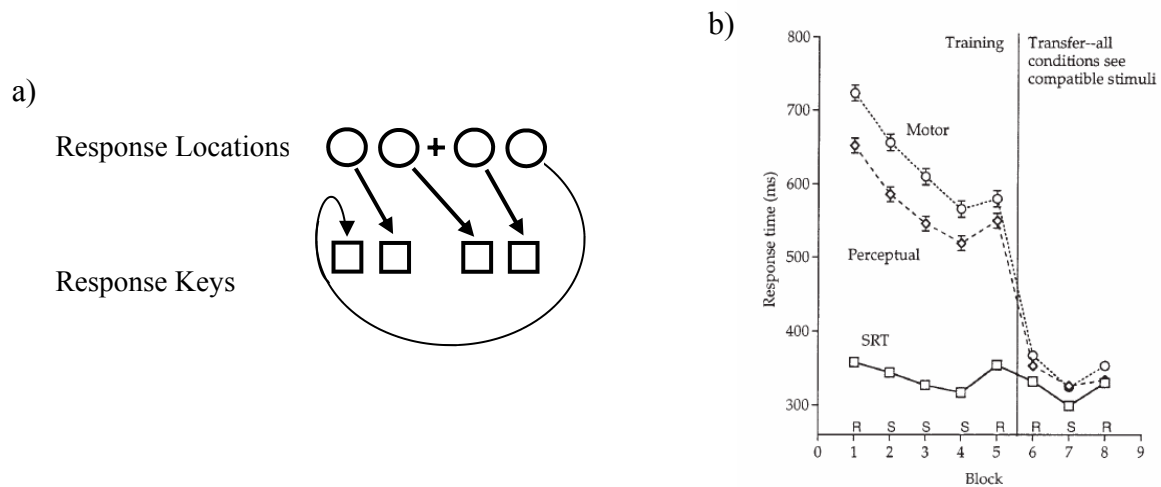 a)
Response Locations
+
Response Keys
b)
800
700
600
500
400
300
Response time (ms)
Training
Transfer--all
conditions see
compatible stimuli
Motor
Perceptual
SRT
R S S S R R S R
0 1 2 3 4 5 6 7 8 9
Block